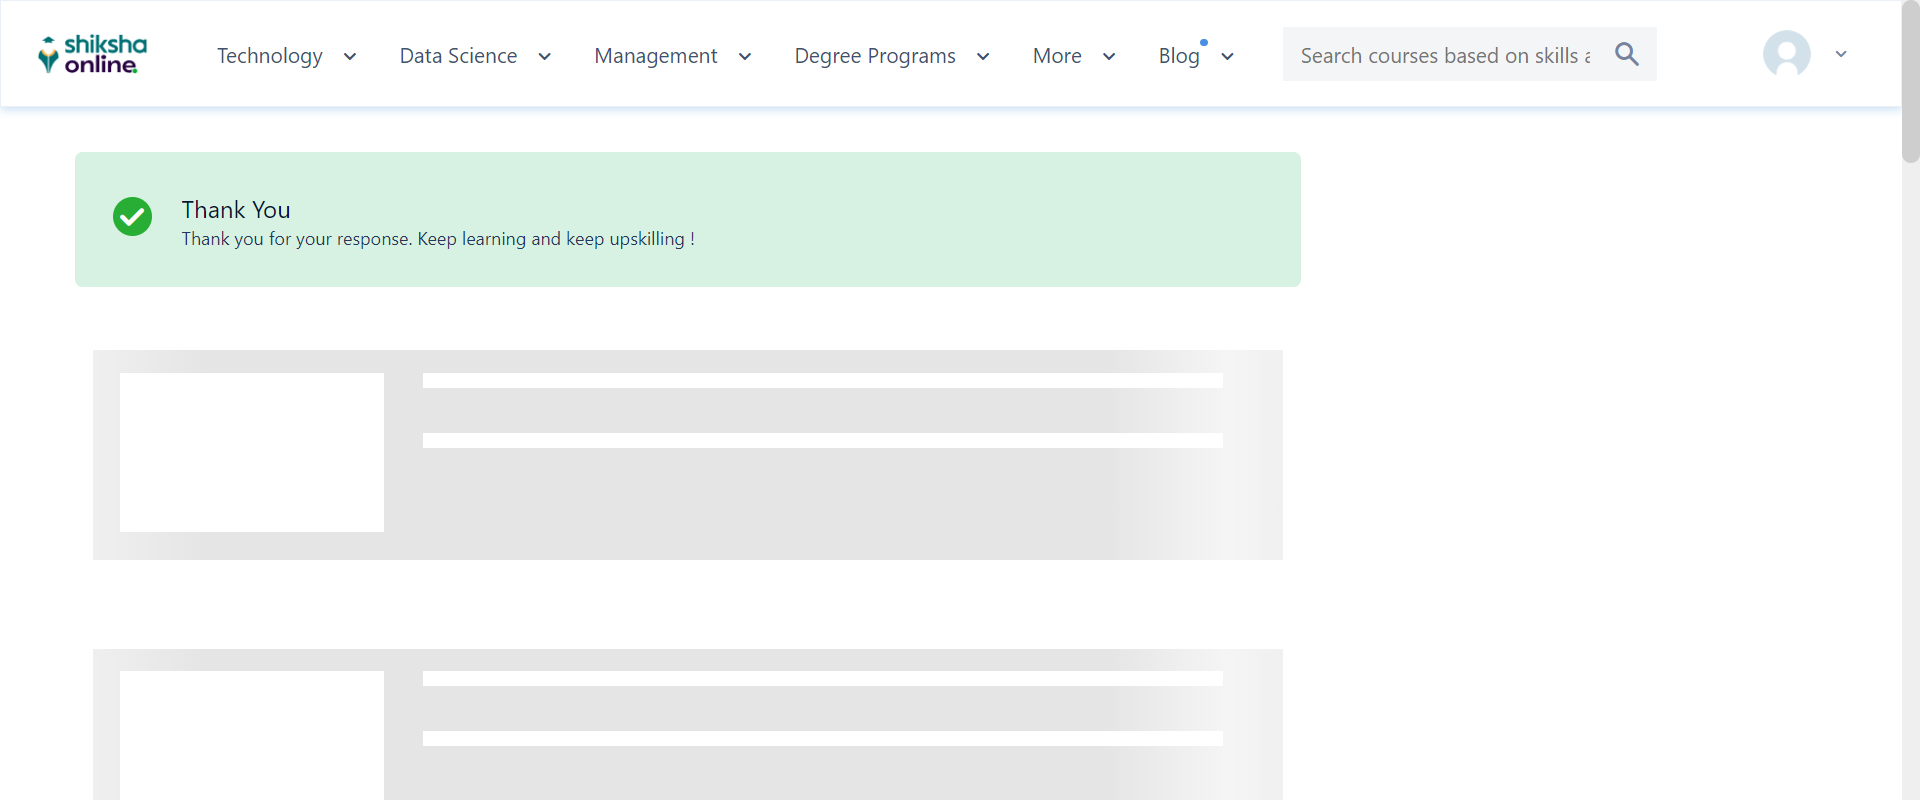 shiksha
online.
Technology
Data Science
Management
Degree Programs
More
Blog
Search courses based on skills
Thank You
Thank you for your response. Keep learning and keep upskilling !